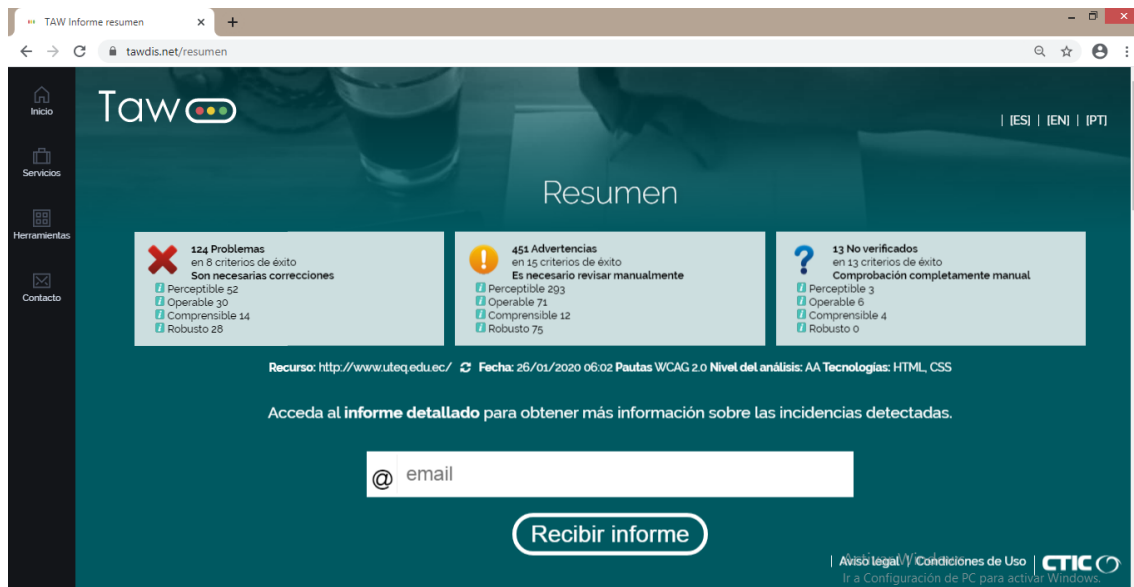 TAW Informe resumen
tawdis.net/resumen
Inicio
Servicios
Herramientas
Contacto
Taw
| [ES] | [EN] | [PT]
Resumen
124 Problemas
en 8 criterios de éxito
Son necesarias correcciones
Perceptible 52
Operable 30
Comprensible 14
Robusto 28
451 Advertencias
en 15 criterios de éxito
Es necesario revisar manualmente
Perceptible 293
Operable 71
Comprensible 12
Robusto 75
13 No verificados
en 13 criterios de éxito
Comprobación completamente manual
Perceptible 3
Operable 6
Comprensible 4
Robusto 0
Recurso: http://www.uteq.edu.ec/ Fecha: 26/01/2020 06:02 Pautas WCAG 2.0 Nivel del análisis: AA Tecnologías: HTML, CSS
Acceda al informe detallado para obtener más información sobre las incidencias detectadas.
@ email
Recibir informe
| Aviso legal | Condiciones de Uso | CTIC
Activar Windows
Ir a Configuración de PC para activar Windows.